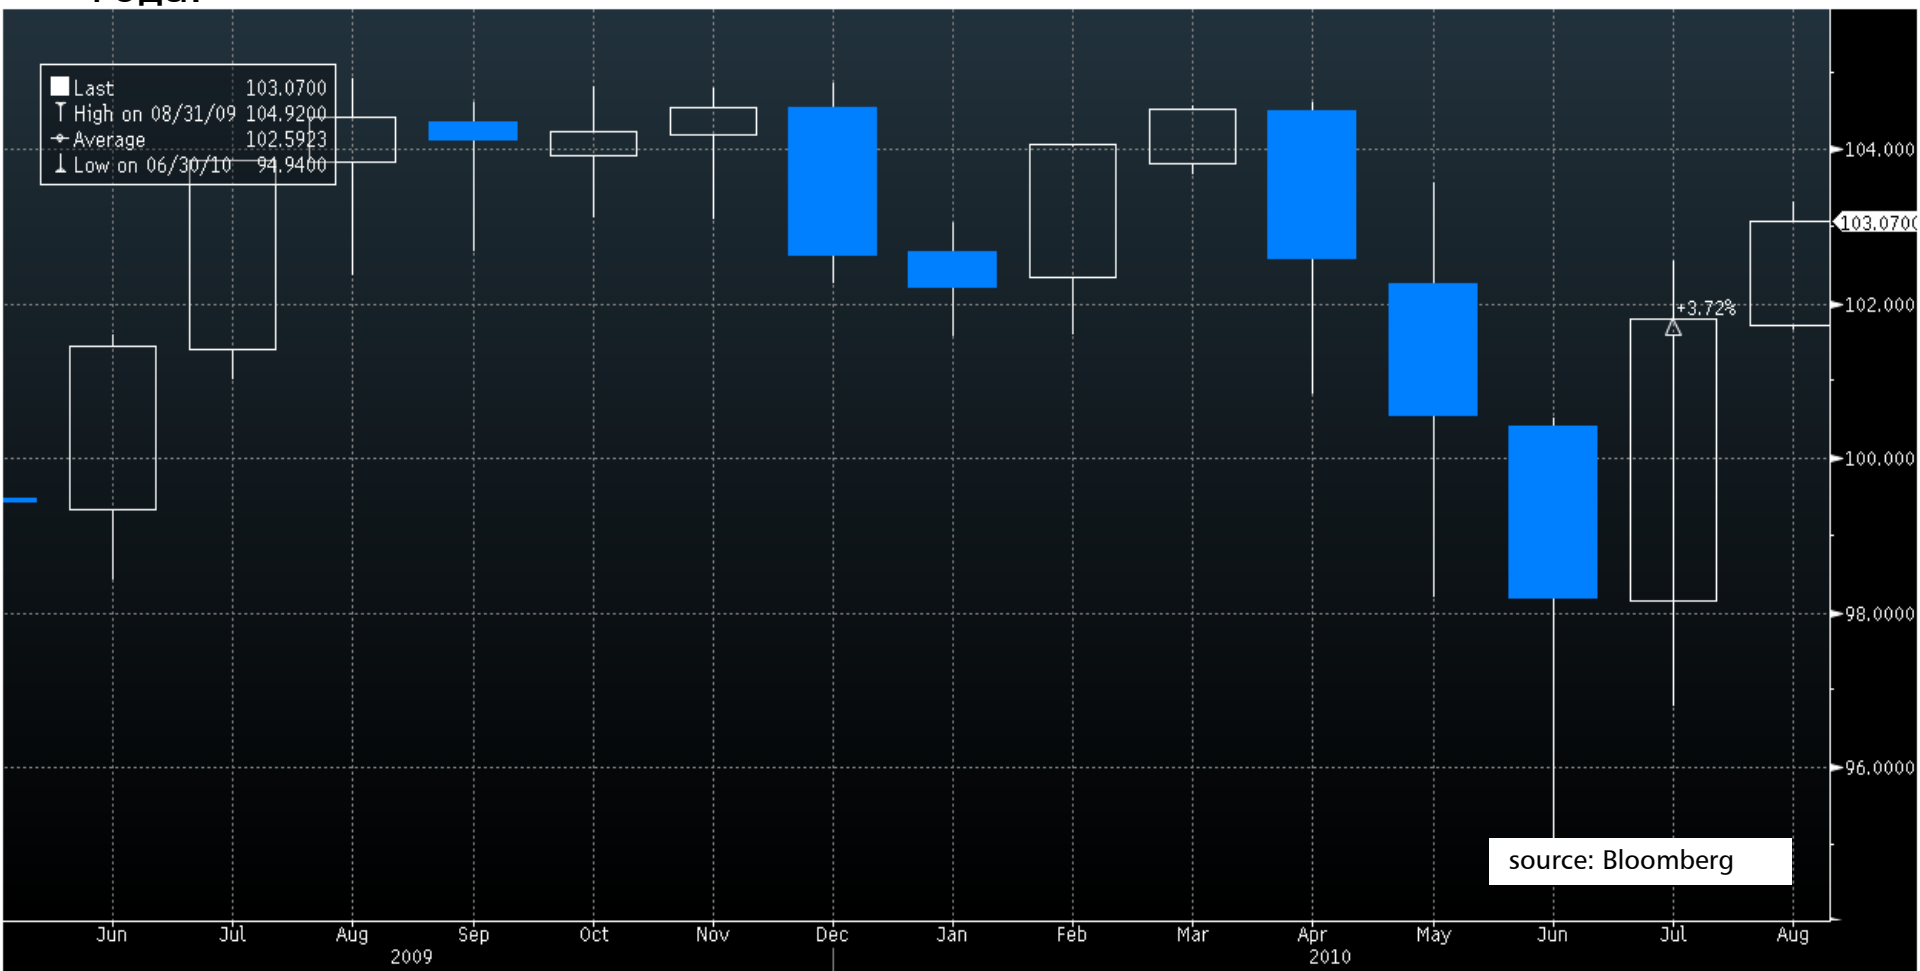 Last 103.0700
High on 08/31/09 104.9200
Average 102.5923
Low on 06/30/10 94.9400
104.000
103.0700
102.000
+3.72%
100.000
98.0000
96.0000
source: Bloomberg
Jun Jul Aug Sep Oct Nov Dec Jan Feb Mar Apr May Jun Jul Aug
2009 2010